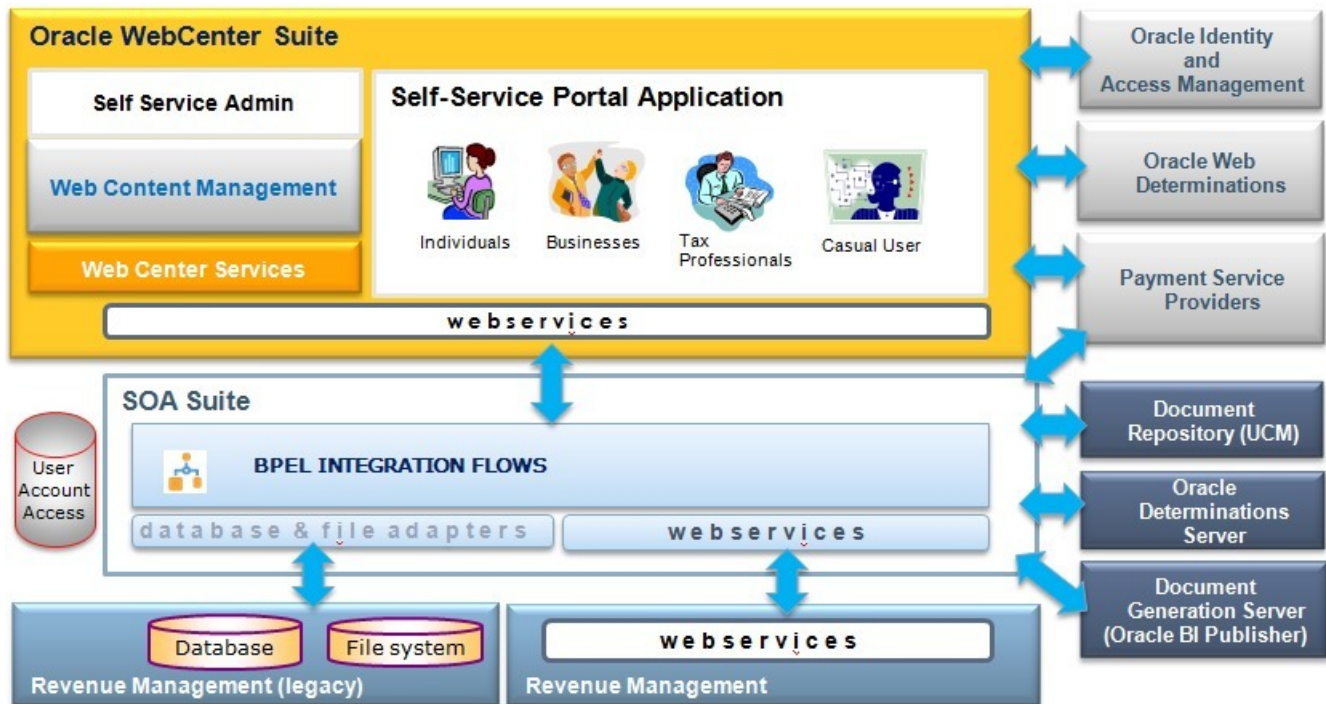 Oracle WebCenter Suite
Self Service Admin
Web Content Management
Web Center Services
Self-Service Portal Application
Individuals
Businesses
Tax
Professionals
Casual User
webservices
Oracle Identity
and
Access Management
Oracle Web
Determinations
Payment Service
Providers
SOA Suite
BPEL INTEGRATION FLOWS
database & file adapters
webservices
User
Account
Access
Document
Repository (UCM)
Oracle
Determinations
Server
Document
Generation Server
(Oracle BI Publisher)
Database
File system
Revenue Management (legacy)
webservices
Revenue Management